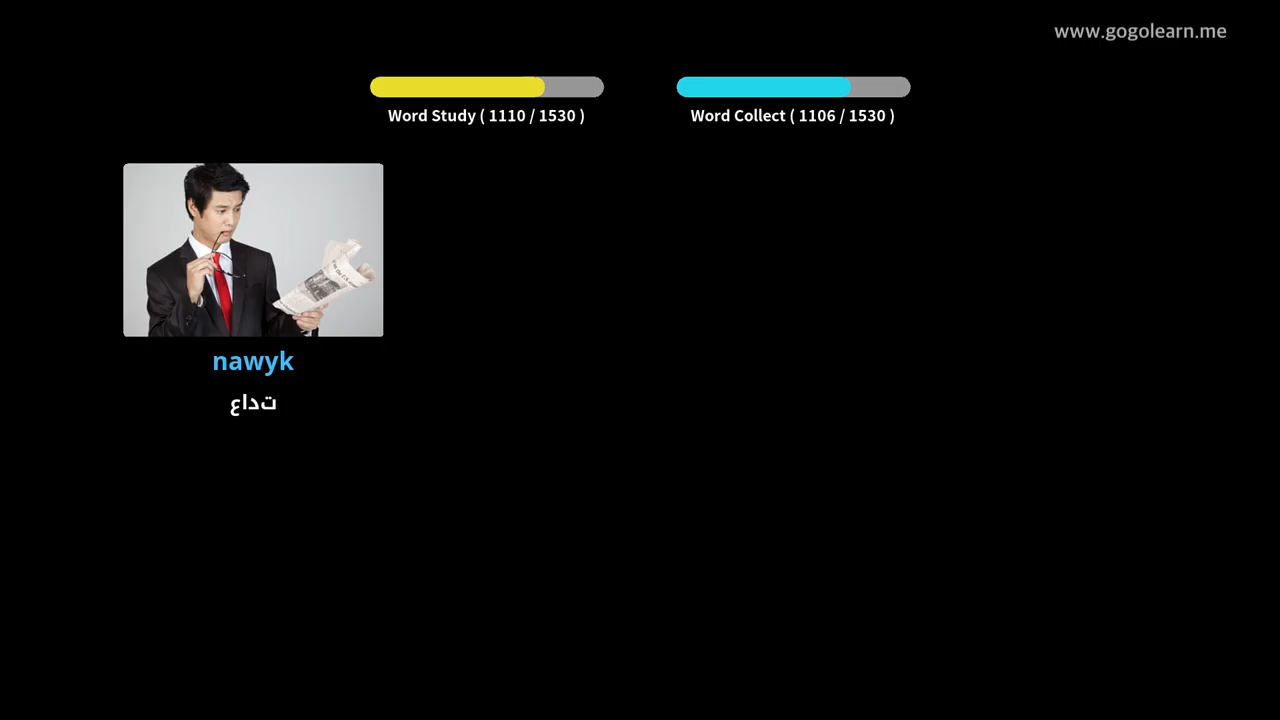 www.gogolearn.me
Word Study ( 1110 / 1530 )
Word Collect ( 1106 / 1530 )
nawyk
تداع